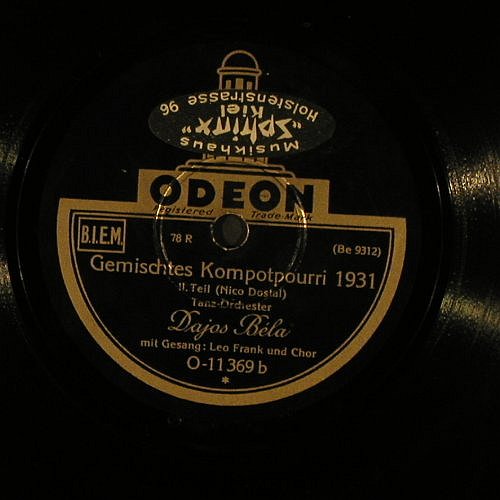 Musikhaus
„Sphinx“
Kiel
Holstenstrasse 96
ODEON
Registered Trade-Mark
B.I.E.M.
78 R
(Be 9312)
Gemischtes Kompotpourri 1931
II. Teil (Nico Dostal)
Tanz-Orchester
Dajos Béla
mit Gesang: Leo Frank und Chor
O-11369 b
*